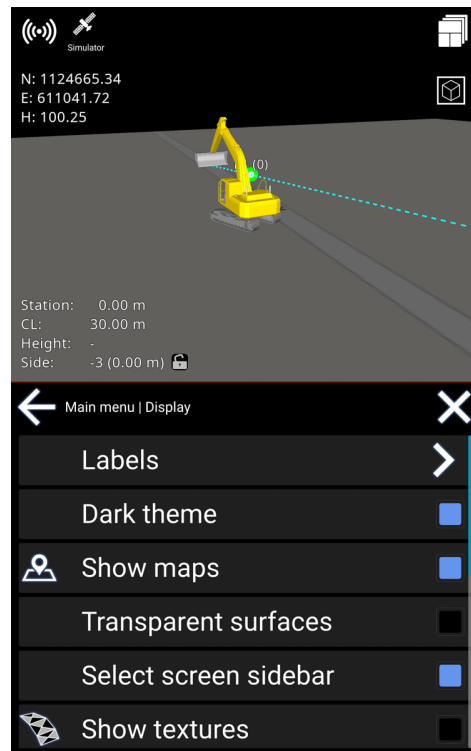 Simulator
N: 1124665.34
E: 611041.72
H: 100.25
(0)
Station: 0.00 m
CL: 30.00 m
Height: -
Side: -3 (0.00 m)
Main menu | Display
Labels
Dark theme
Show maps
Transparent surfaces
Select screen sidebar
Show textures